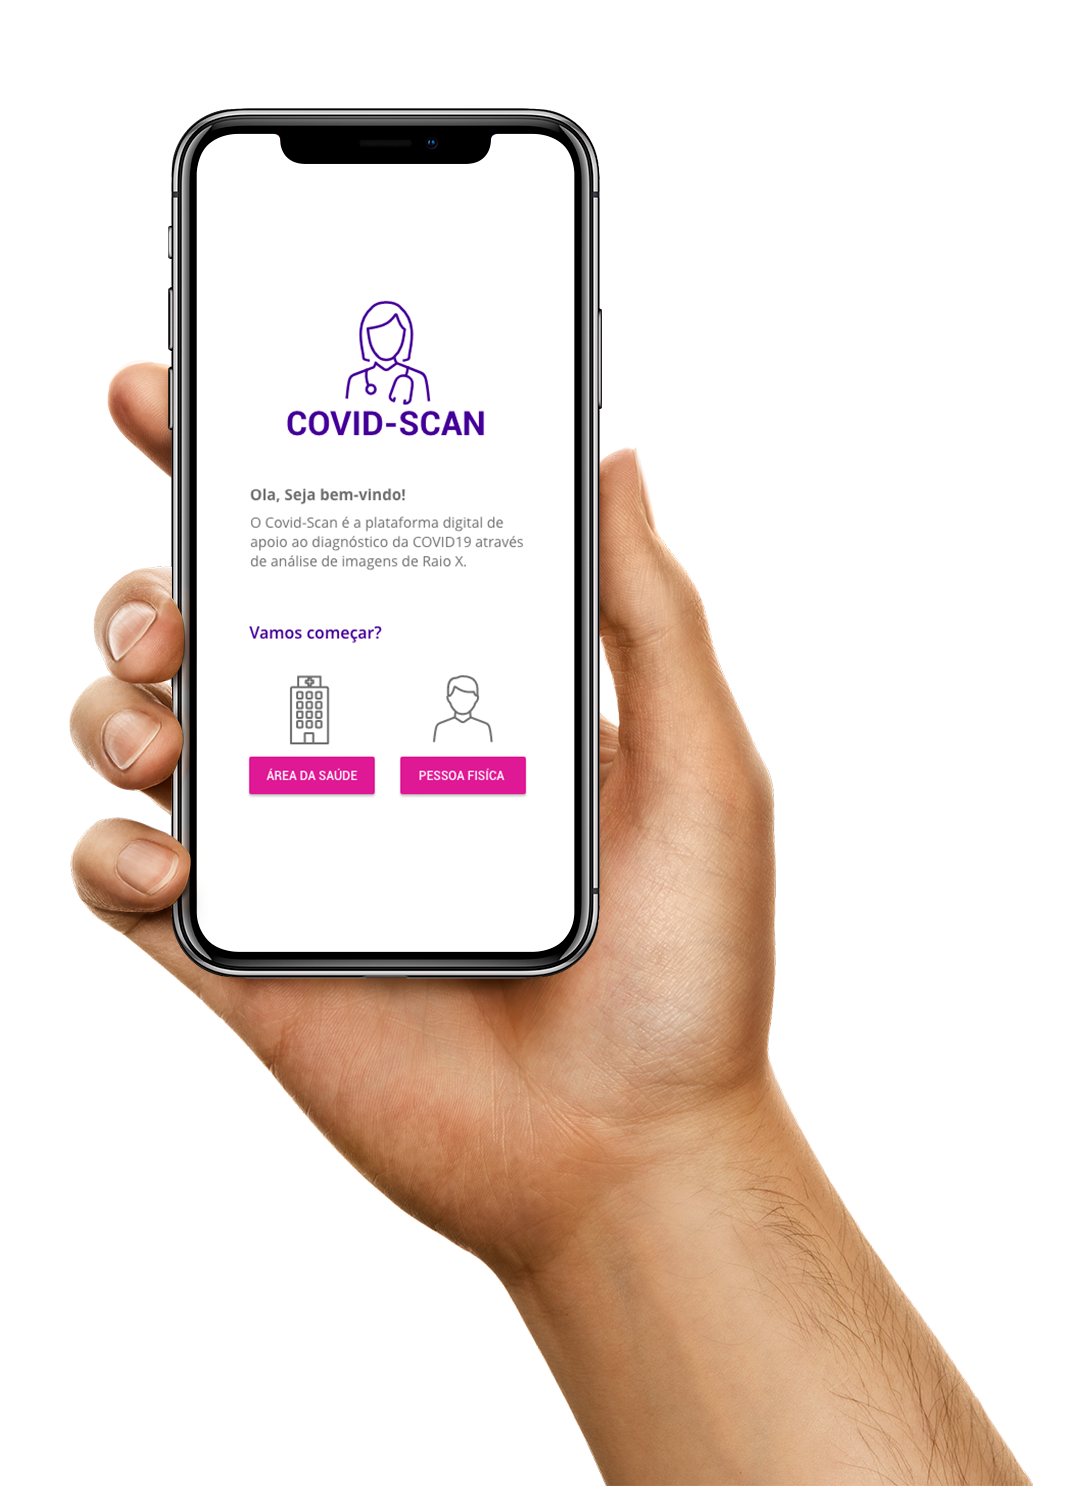 COVID-SCAN
Ola, Seja bem-vindo!
O Covid-Scan é a plataforma digital de
apoio ao diagnóstico da COVID19 através
de análise de imagens de Raio X.
Vamos começar?
ÁREA DA SAÚDE
PESSOA FISÍCA